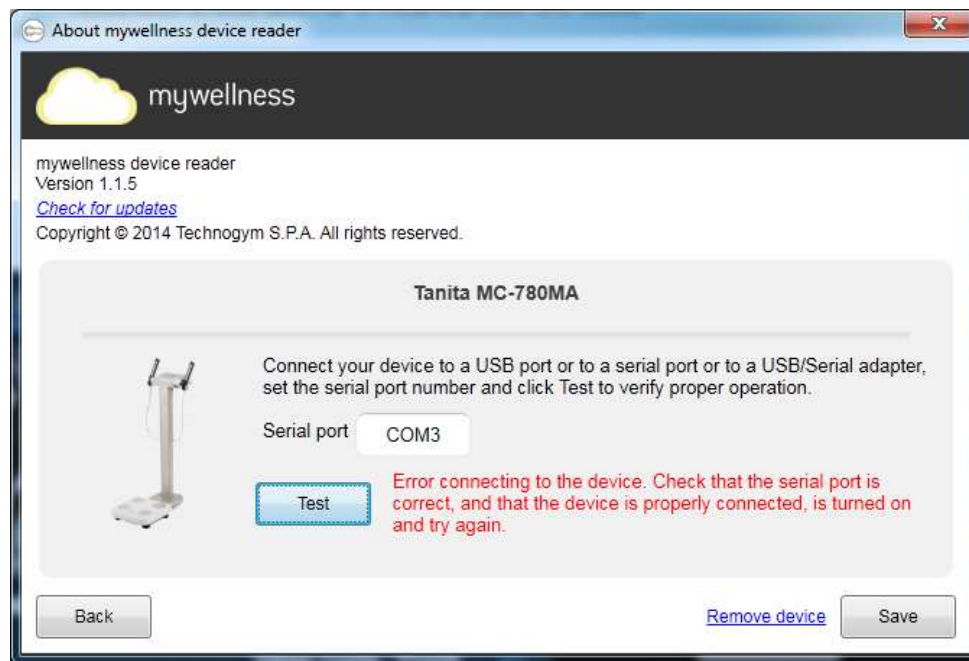 About mywellness device reader
mywellness
mywellness device reader
Version 1.1.5
Check for updates
Copyright © 2014 Technogym S.P.A. All rights reserved.
Tanita MC-780MA
Connect your device to a USB port or to a serial port or to a USB/Serial adapter,
set the serial port number and click Test to verify proper operation.
Serial port COM3
Error connecting to the device. Check that the serial port is
Test correct, and that the device is properly connected, is turned on
and try again.
Back Remove device Save